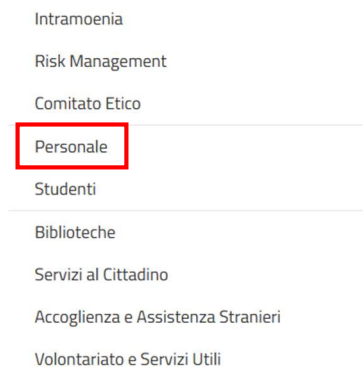 Intramoenia
Risk Management
Comitato Etico
Personale
Studenti
Biblioteche
Servizi al Cittadino
Accoglienza e Assistenza Stranieri
Volontariato e Servizi Utili